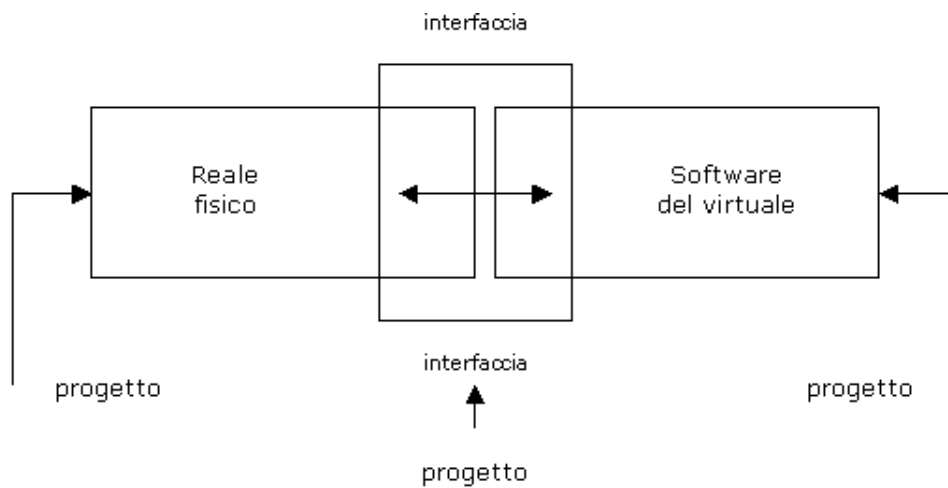 interfaccia
Reale
fisico
Software
del virtuale
interfaccia
progetto
progetto
progetto